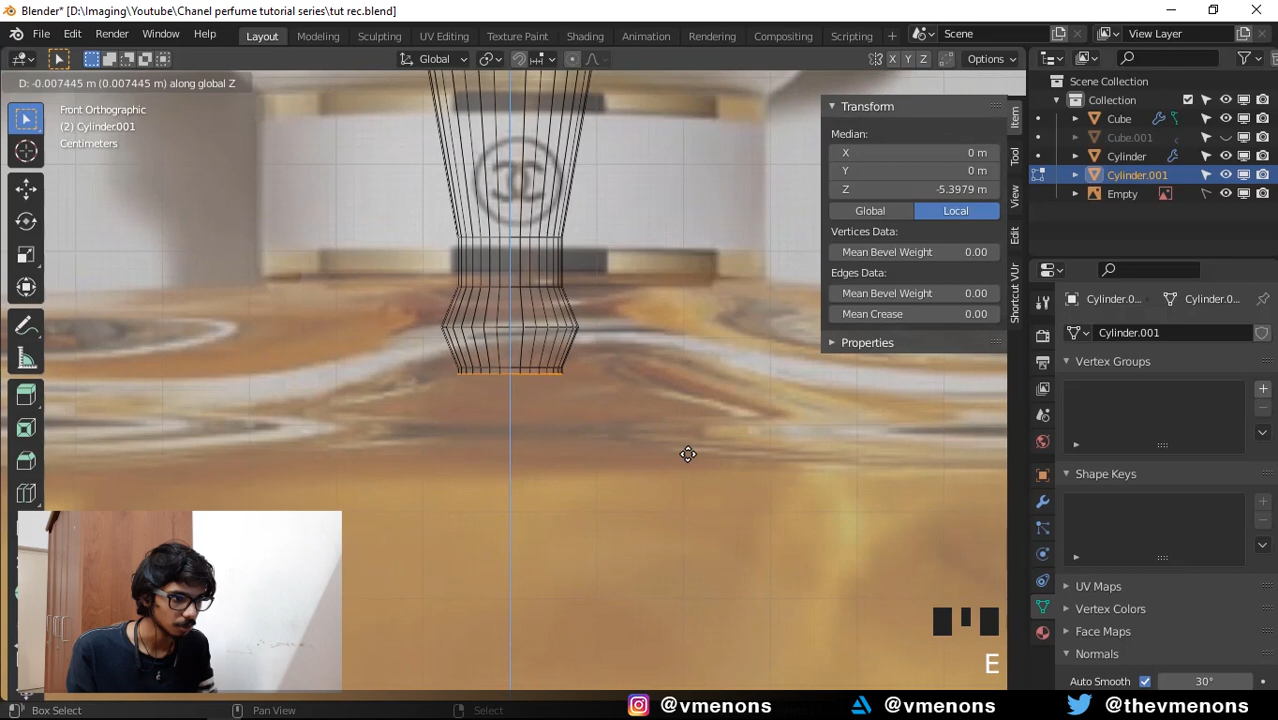 Blender* [D:\Imaging\Youtube\Chanel perfume tutorial series\tut rec.blend]
File Edit Render Window Help Layout Modeling Sculpting UV Editing Texture Paint Shading Animation Rendering Compositing Scripting + Scene View Layer
Global X Y Z Options
D: -0.007445 m (0.007445 m) along global Z
Front Orthographic
(2) Cylinder.001
Centimeters
Transform
Median:
X 0 m
Y 0 m
Z -5.3979 m
Global Local
Vertices Data:
Mean Bevel Weight 0.00
Edges Data:
Mean Bevel Weight 0.00
Mean Crease 0.00
Properties
Item
Tool
View
Edit
Shortcut VUr
Scene Collection
Collection
Cube
Cube.001
Cylinder
Cylinder.001
Empty
Cylinder.0... Cylinder.0...
Cylinder.001
Vertex Groups
Shape Keys
UV Maps
Vertex Colors
Face Maps
Normals
Auto Smooth 30°
E
@vmenons @vmenons @thevmenons
Box Select Pan View Select